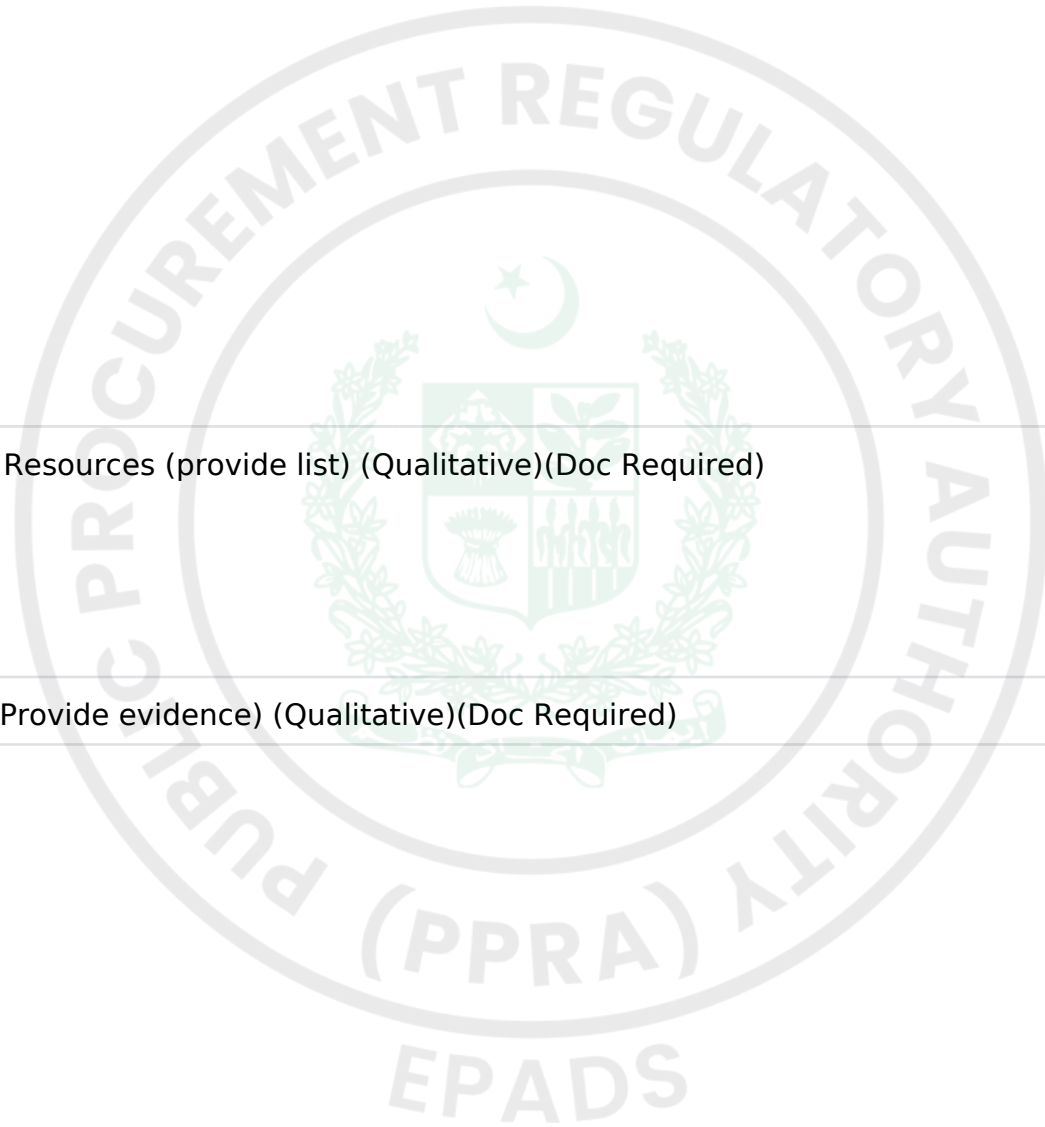 PUBLIC PROCUREMENT REGULATORY AUTHORITY
Resources (provide list) (Qualitative)(Doc Required)
Provide evidence) (Qualitative)(Doc Required)
(PPRA)
EPADS